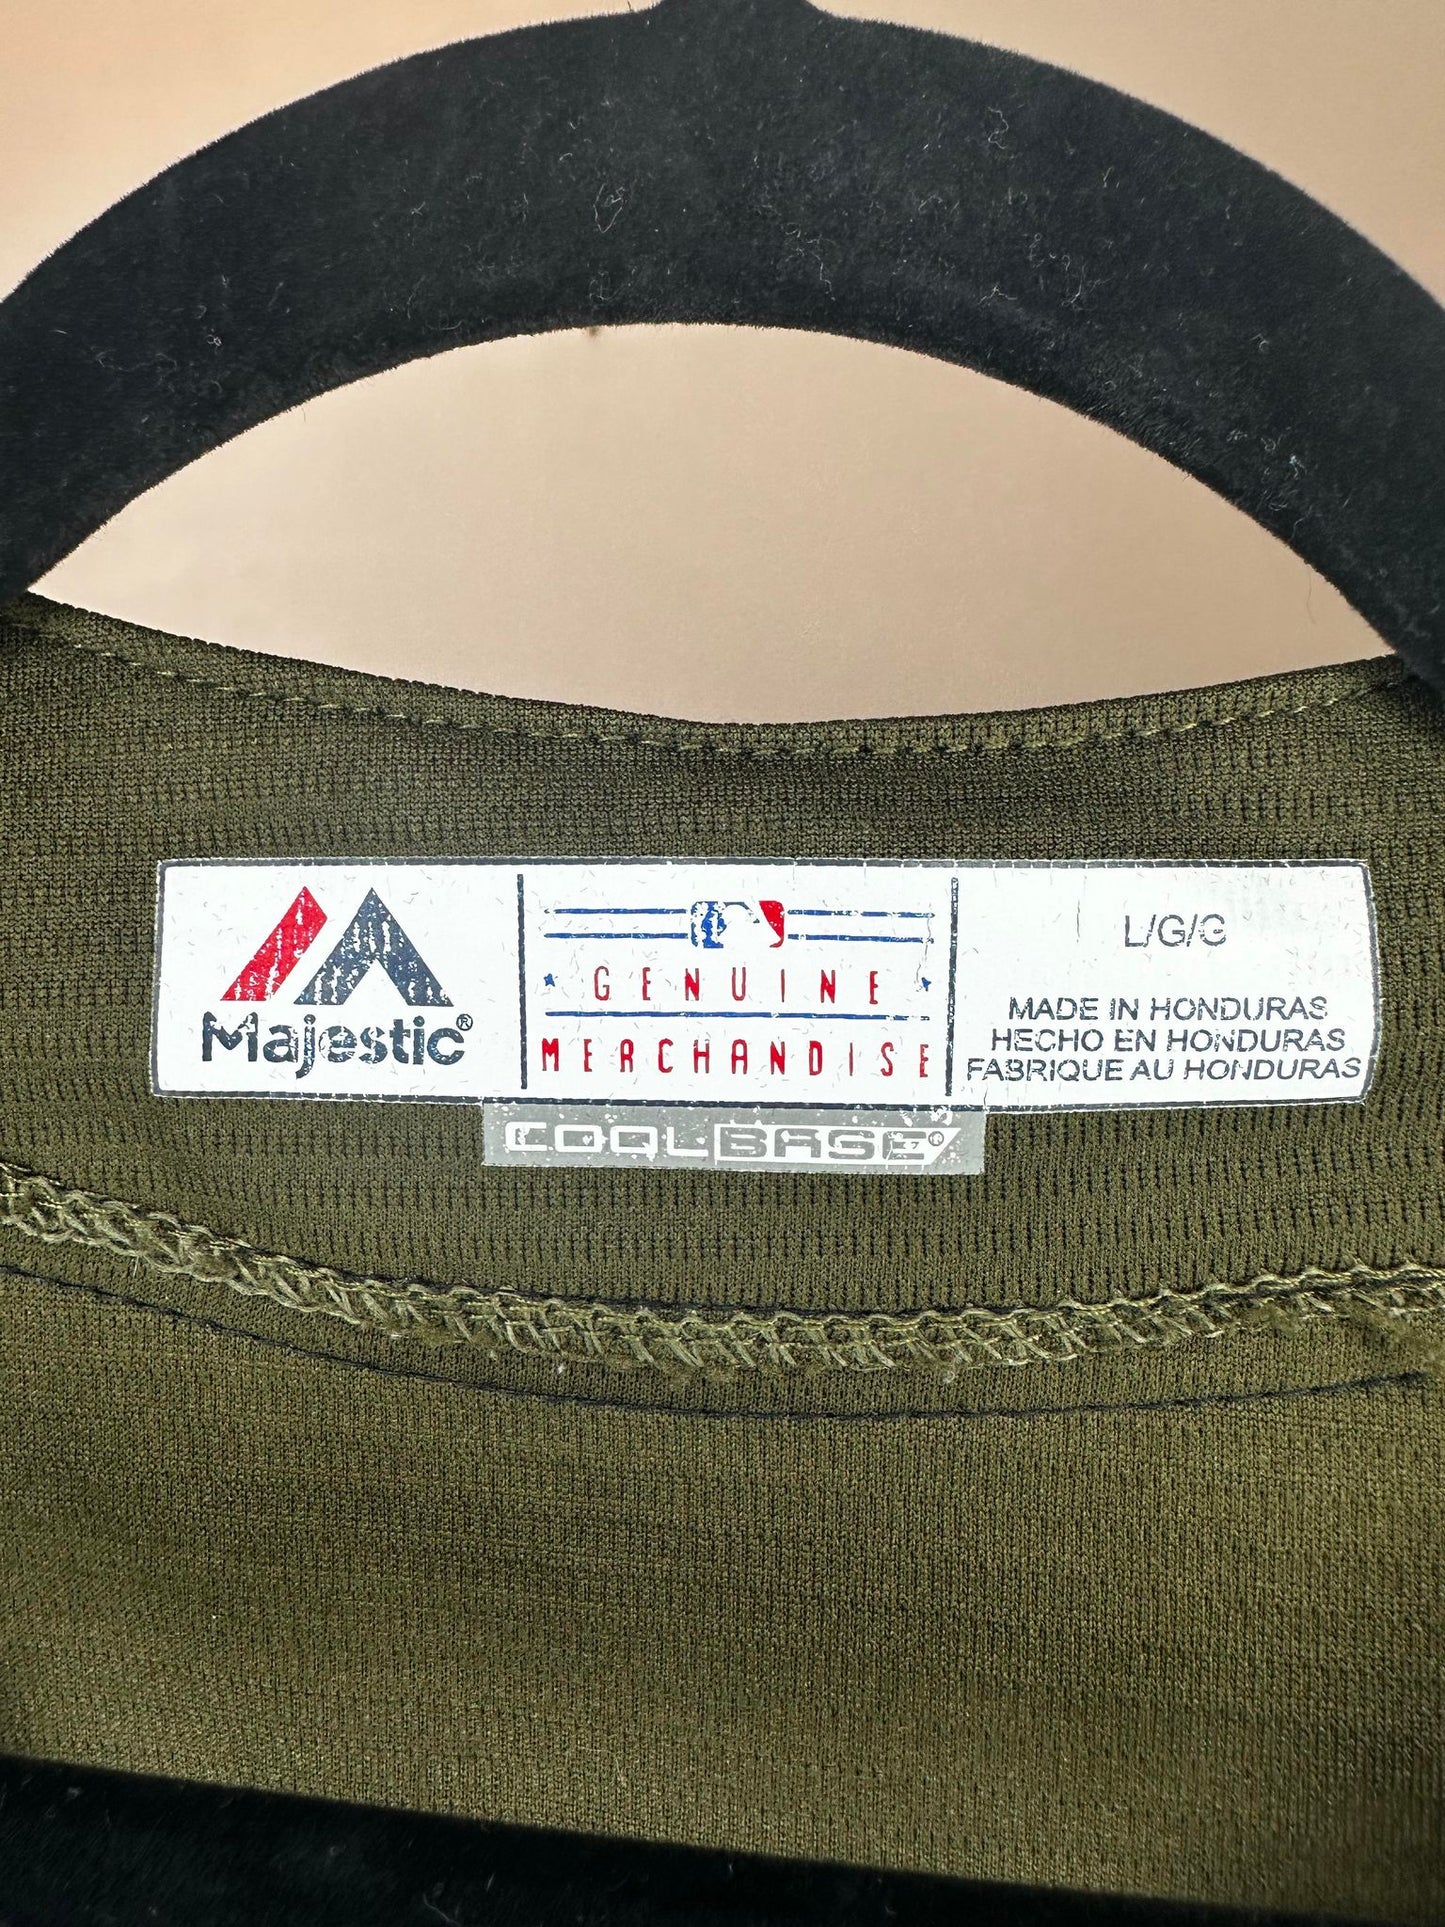 Majestic®
GENUINE
MERCHANDISE
L/G/G
MADE IN HONDURAS
HECHO EN HONDURAS
FABRIQUE AU HONDURAS
COOLBASE®